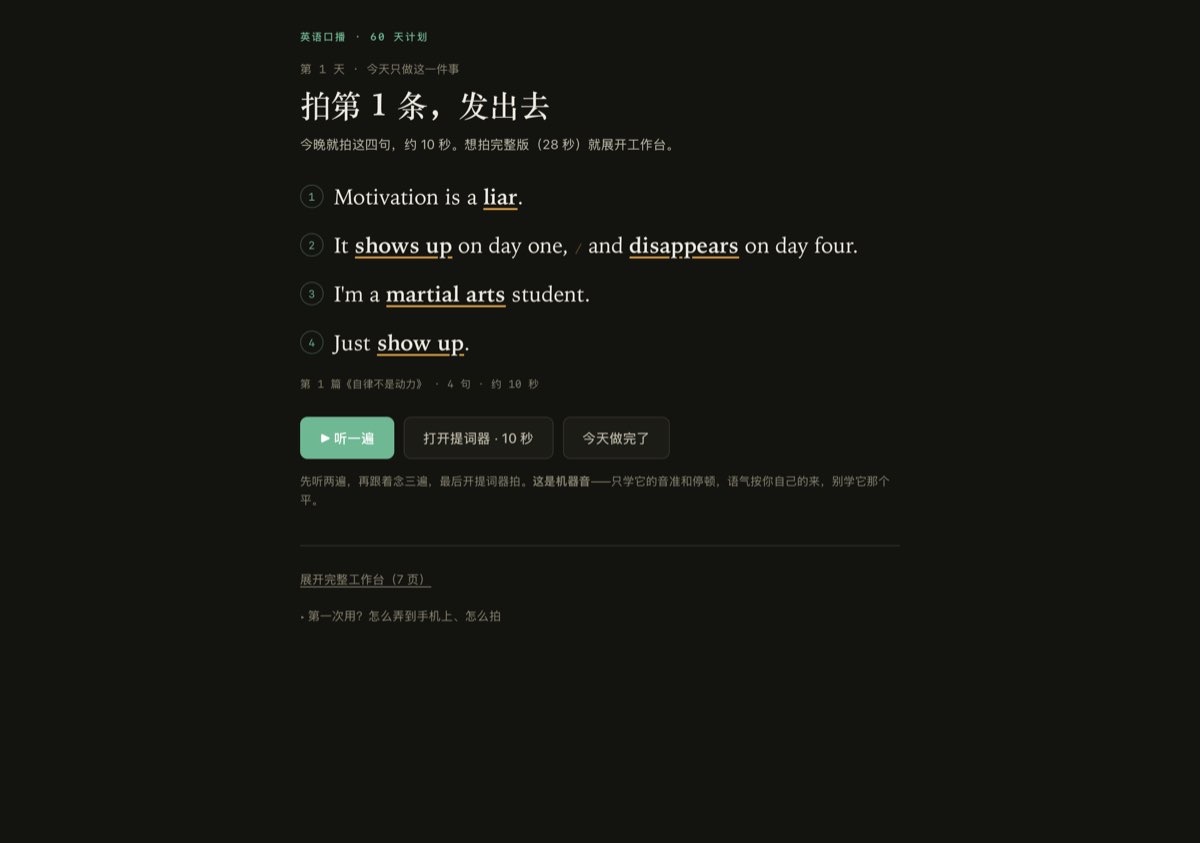 英语口播 · 60 天计划
第 1 天 · 今天只做这一件事
拍第 1 条，发出去
今晚就拍这四句，约 10 秒。想拍完整版（28 秒）就展开工作台。
1 Motivation is a liar.
2 It shows up on day one, / and disappears on day four.
3 I'm a martial arts student.
4 Just show up.
第 1 篇《自律不是动力》 · 4 句 · 约 10 秒
▶ 听一遍 打开提词器 · 10 秒 今天做完了
先听两遍，再跟着念三遍，最后开提词器拍。这是机器音——只学它的音准和停顿，语气按你自己的来，别学它那个
平。
展开完整工作台（7 页）
▸ 第一次用？怎么弄到手机上、怎么拍